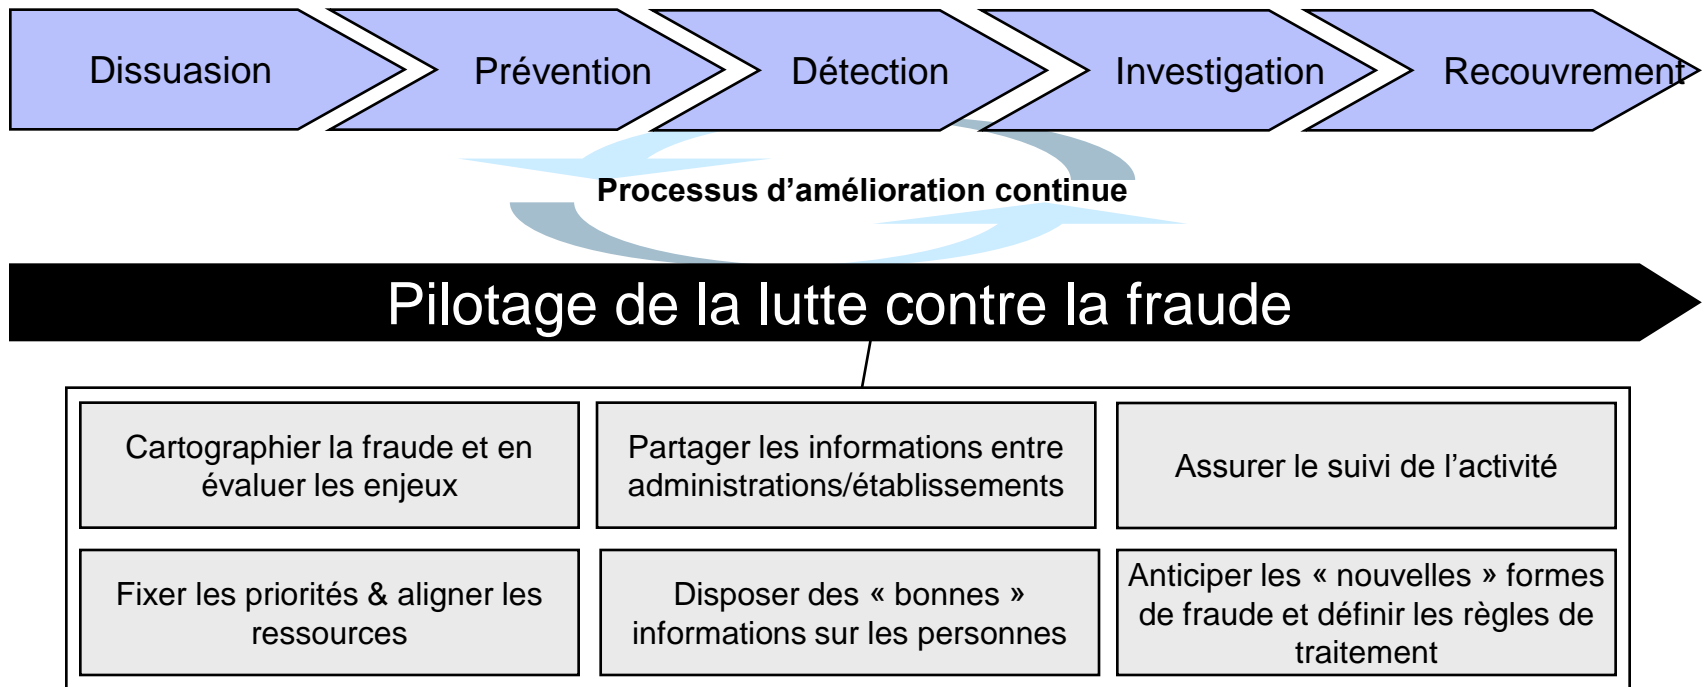 Dissuasion
Prévention
Détection
Investigation
Recouvrement
Processus d’amélioration continue
Pilotage de la lutte contre la fraude
Cartographier la fraude et en
évaluer les enjeux
Partager les informations entre
administrations/établissements
Assurer le suivi de l’activité
Fixer les priorités & aligner les
ressources
Disposer des « bonnes »
informations sur les personnes
Anticiper les « nouvelles » formes
de fraude et définir les règles de
traitement